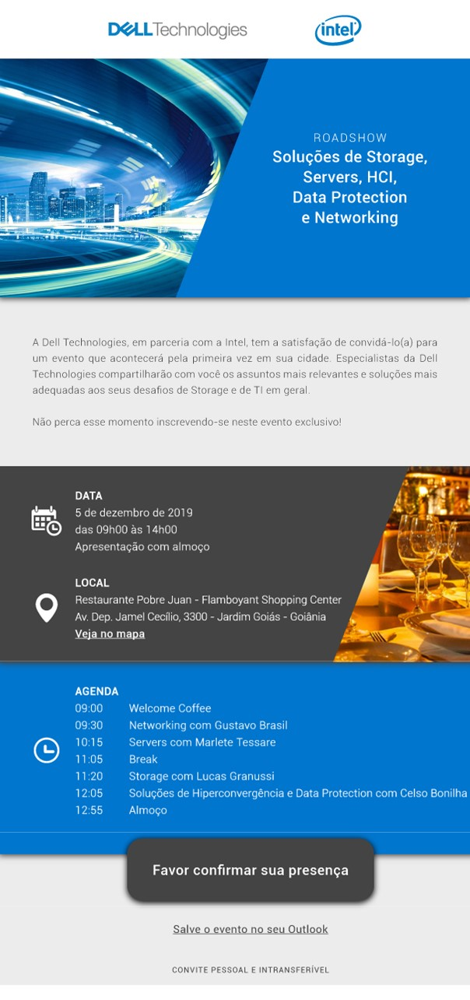 DELLTechnologies
intel
ROADSHOW
Soluções de Storage,
Servers, HCI,
Data Protection
e Networking
A Dell Technologies, em parceria com a Intel, tem a satisfação de convidá-lo(a) para
um evento que acontecerá pela primeira vez em sua cidade. Especialistas da Dell
Technologies compartilharão com você os assuntos mais relevantes e soluções mais
adequadas aos seus desafios de Storage e de TI em geral.
Não perca esse momento inscrevendo-se neste evento exclusivo!
DATA
5 de dezembro de 2019
das 09h00 às 14h00
Apresentação com almoço
LOCAL
Restaurante Pobre Juan - Flamboyant Shopping Center
Av. Dep. Jamel Cecílio, 3300 - Jardim Goiás - Goiânia
Veja no mapa
AGENDA
09:00 Welcome Coffee
09:30 Networking com Gustavo Brasil
10:15 Servers com Marlete Tessare
11:05 Break
11:20 Storage com Lucas Granussi
12:05 Soluções de Hiperconvergência e Data Protection com Celso Bonilha
12:55 Almoço
Favor confirmar sua presença
Salve o evento no seu Outlook
CONVITE PESSOAL E INTRANSFERÍVEL